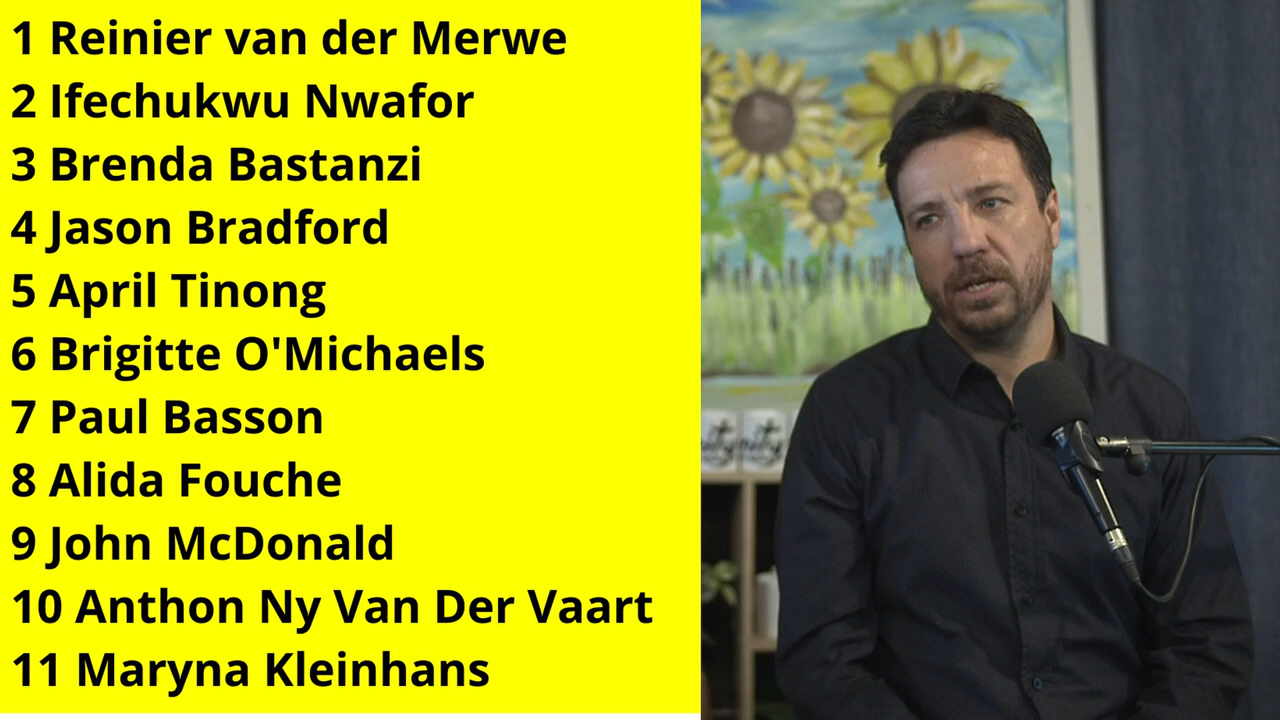 1 Reinier van der Merwe
2 Ifechukwu Nwafor
3 Brenda Bastanzi
4 Jason Bradford
5 April Tinong
6 Brigitte O'Michaels
7 Paul Basson
8 Alida Fouche
9 John McDonald
10 Anthon Ny Van Der Vaart
11 Maryna Kleinhans